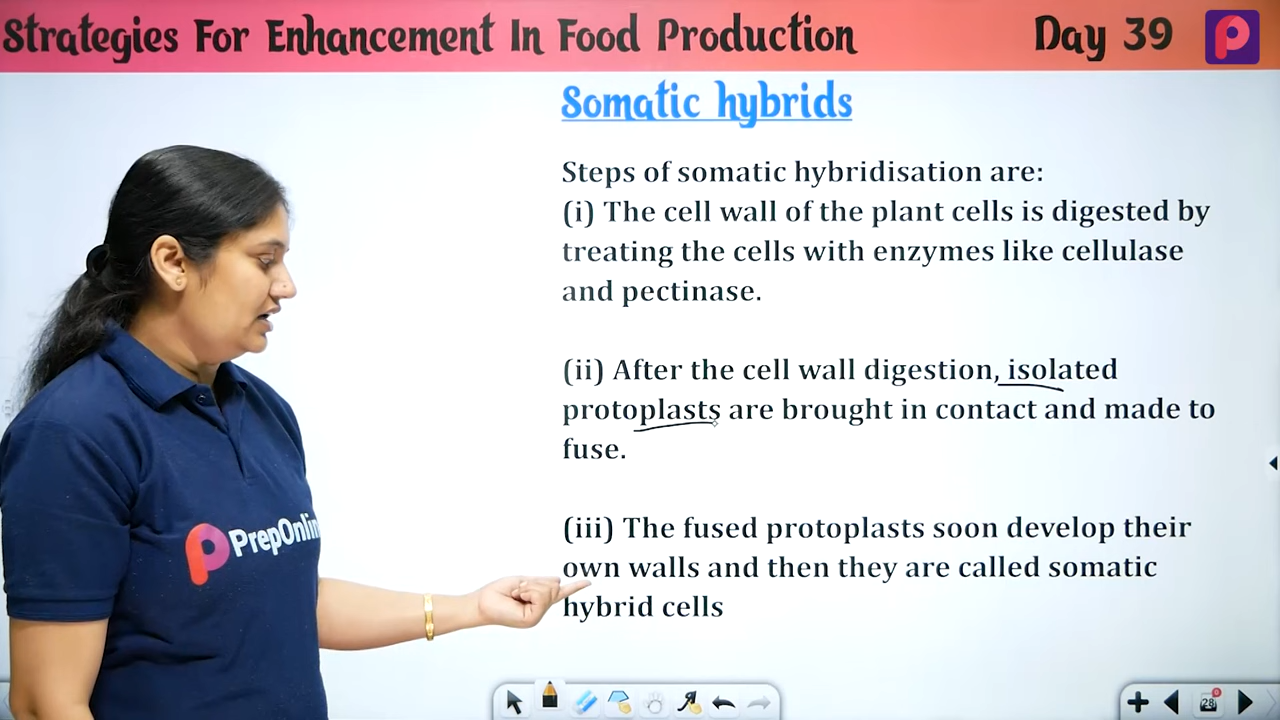 Strategies For Enhancement In Food Production
Day 39
Somatic hybrids
Steps of somatic hybridisation are:
(i) The cell wall of the plant cells is digested by
treating the cells with enzymes like cellulase
and pectinase.
(ii) After the cell wall digestion, isolated
protoplasts are brought in contact and made to
fuse.
(iii) The fused protoplasts soon develop their
own walls and then they are called somatic
hybrid cells
PrepOnlin
28